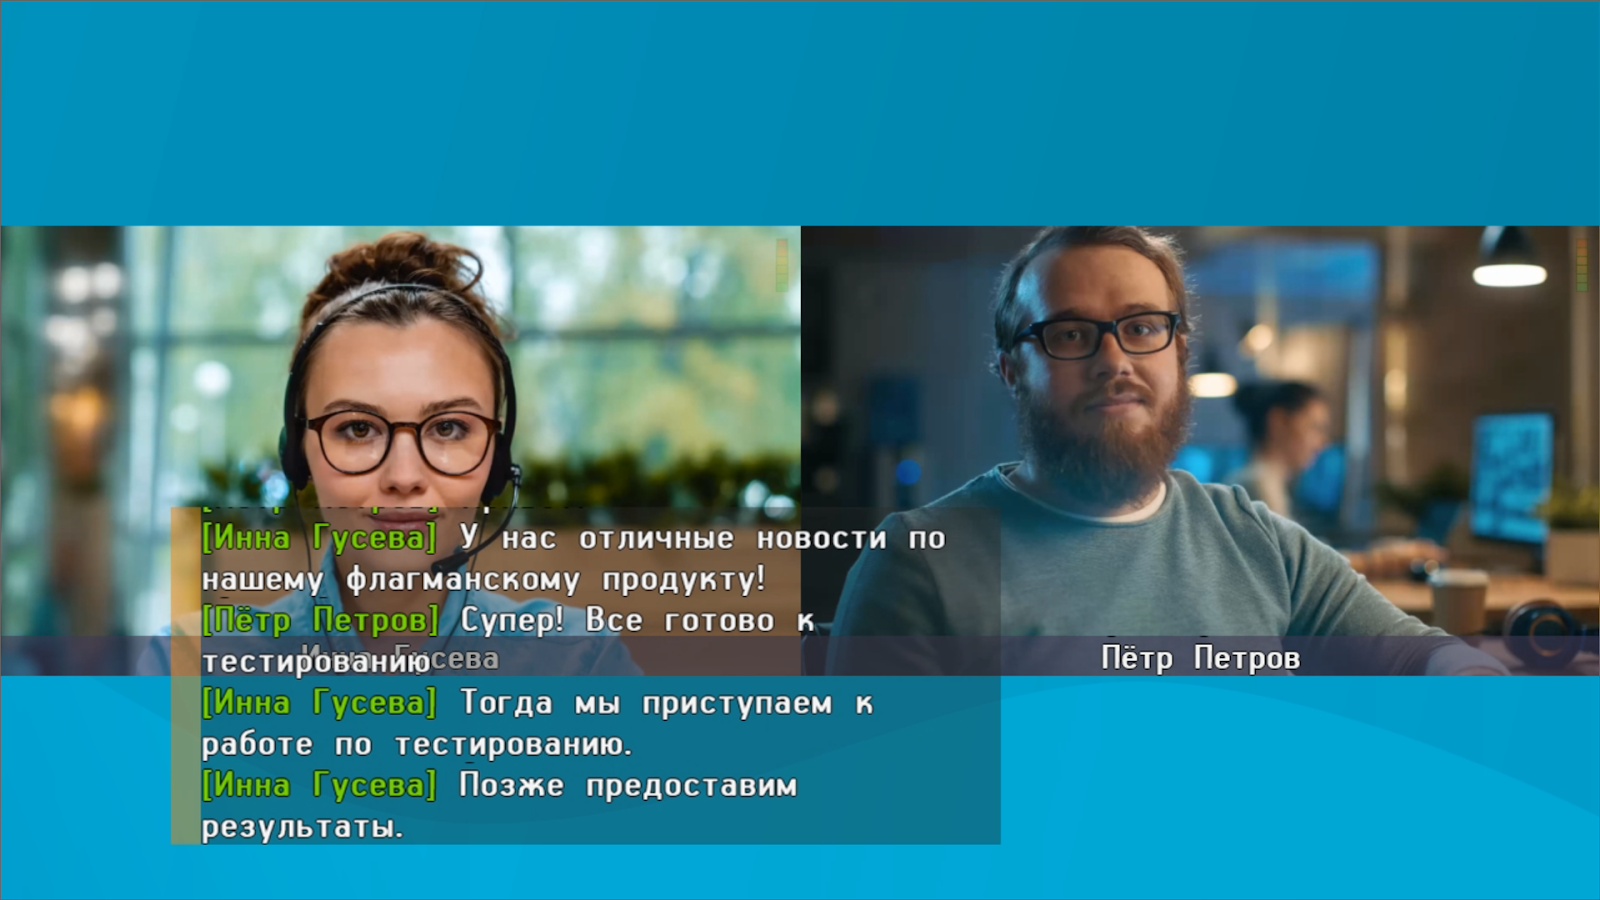 [Инна Гусева] У нас отличные новости по
нашему флагманскому продукту!
[Пётр Петров] Супер! Все готово к
тестированию
Инна Гусева
[Инна Гусева] Тогда мы приступаем к
работе по тестированию.
[Инна Гусева] Позже предоставим
результаты.
Пётр Петров